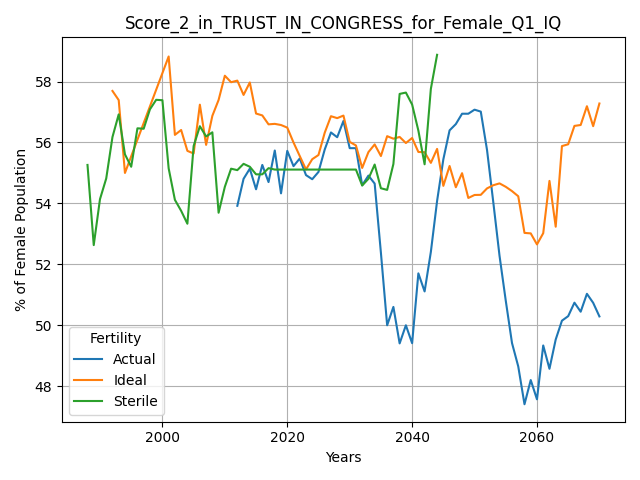 Score_2_in_TRUST_IN_CONGRESS_for_Female_Q1_IQ
% of Female Population
58
56
54
52
50
48
Fertility
Actual
Ideal
Sterile
2000
2020
2040
2060
Years